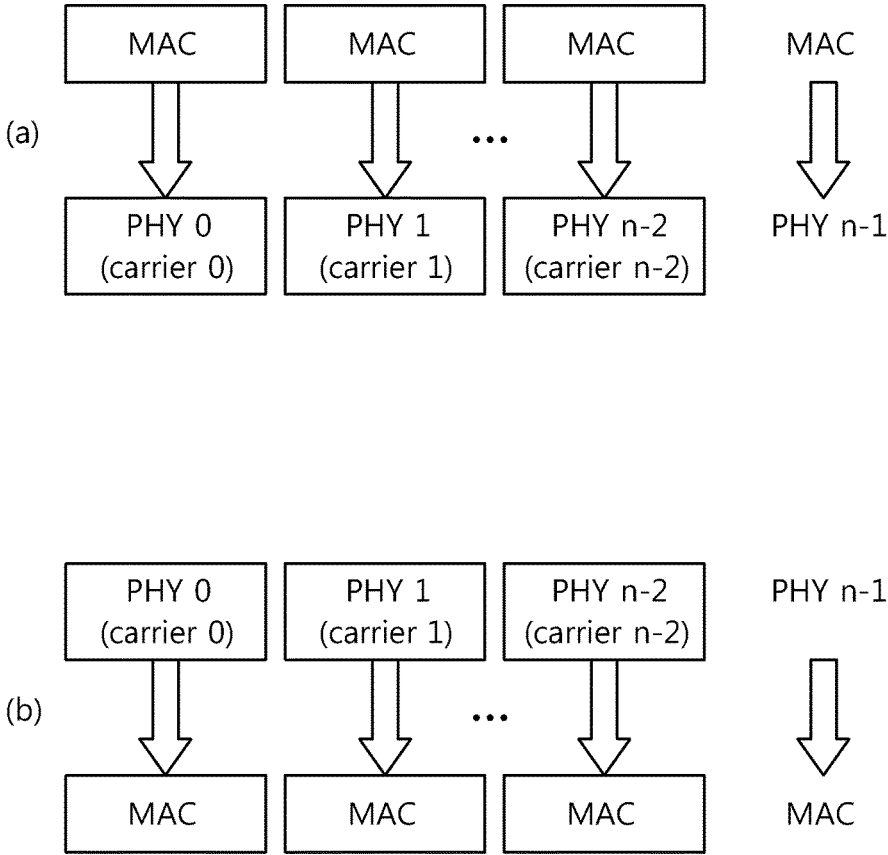 MAC MAC MAC MAC
(a)
...
PHY 0 PHY 1 PHY n-2 PHY n-1
(carrier 0) (carrier 1) (carrier n-2)
PHY 0 PHY 1 PHY n-2 PHY n-1
(carrier 0) (carrier 1) (carrier n-2)
(b)
...
MAC MAC MAC MAC